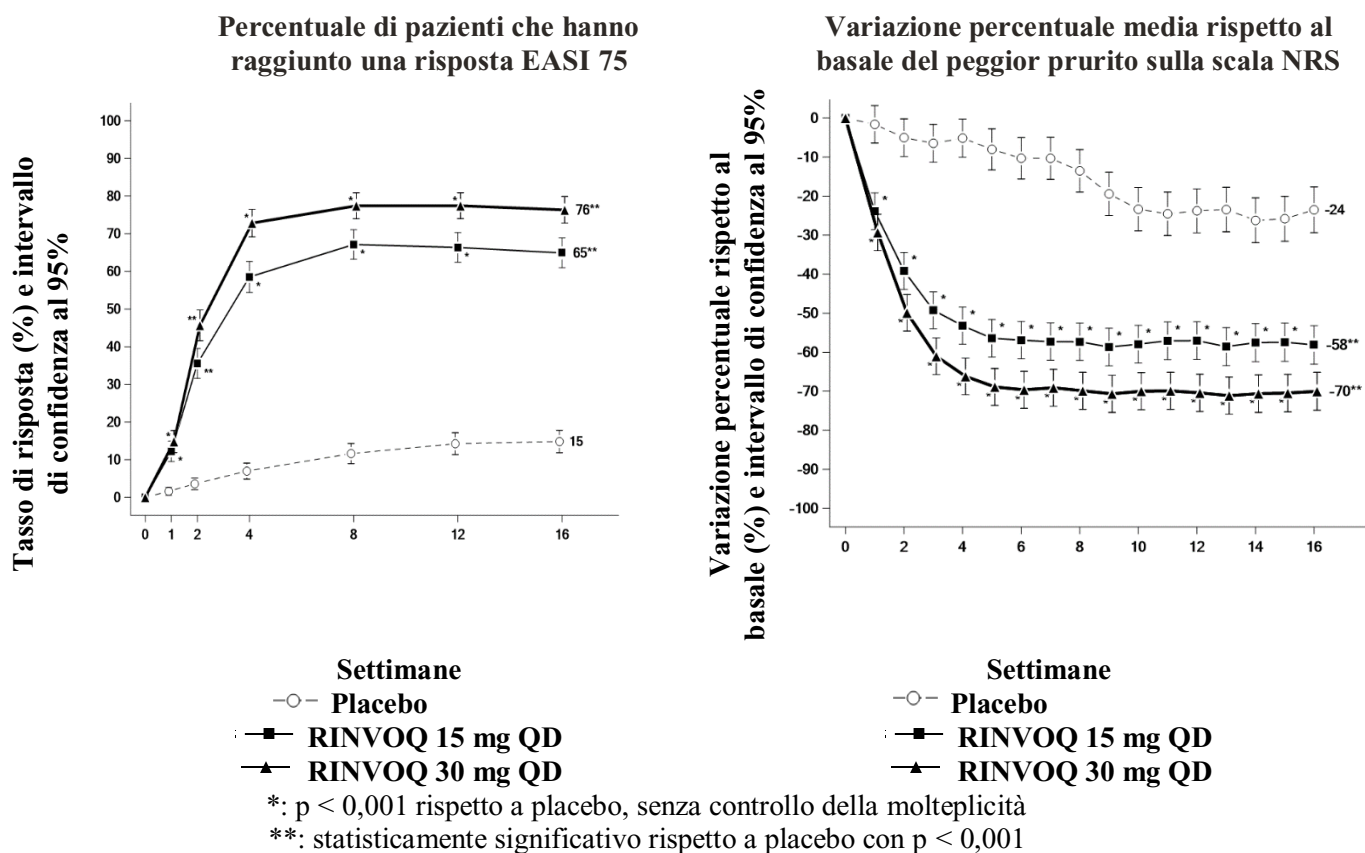 Percentuale di pazienti che hanno
raggiunto una risposta EASI 75
Tasso di risposta (%) e intervallo
di confidenza al 95%
100
90
80
70
60
50
40
30
20
10
0
76**
65**
15
*
*
**
**
*
*
*
*
*
*
0 1 2 4 8 12 16
Settimane
Placebo
RINVOQ 15 mg QD
RINVOQ 30 mg QD
Variazione percentuale media rispetto al
basale del peggior prurito sulla scala NRS
Variazione percentuale rispetto al
basale (%) e intervallo di confidenza al 95%
0
-10
-20
-30
-40
-50
-60
-70
-80
-90
-100
-24
-58**
-70**
* * * * * * * * * * * * * * *
* * * * * * * * * * * * * * *
0 2 4 6 8 10 12 14 16
Settimane
Placebo
RINVOQ 15 mg QD
RINVOQ 30 mg QD
*: p < 0,001 rispetto a placebo, senza controllo della molteplicità
**: statisticamente significativo rispetto a placebo con p < 0,001